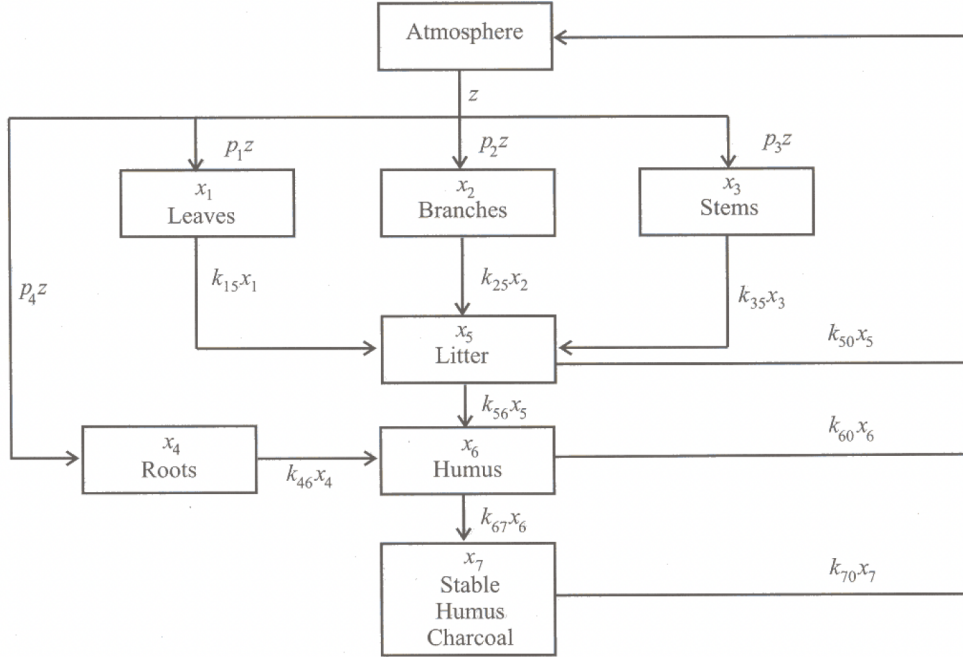 Atmosphere
z
p₁z
p₂z
p₃z
x₁
Leaves
x₂
Branches
x₃
Stems
p₄z
k₁₅x₁
k₂₅x₂
k₃₅x₃
x₅
Litter
k₅₀x₅
k₅₆x₅
x₄
Roots
k₄₆x₄
x₆
Humus
k₆₀x₆
k₆₇x₆
x₇
Stable
Humus
Charcoal
k₇₀x₇